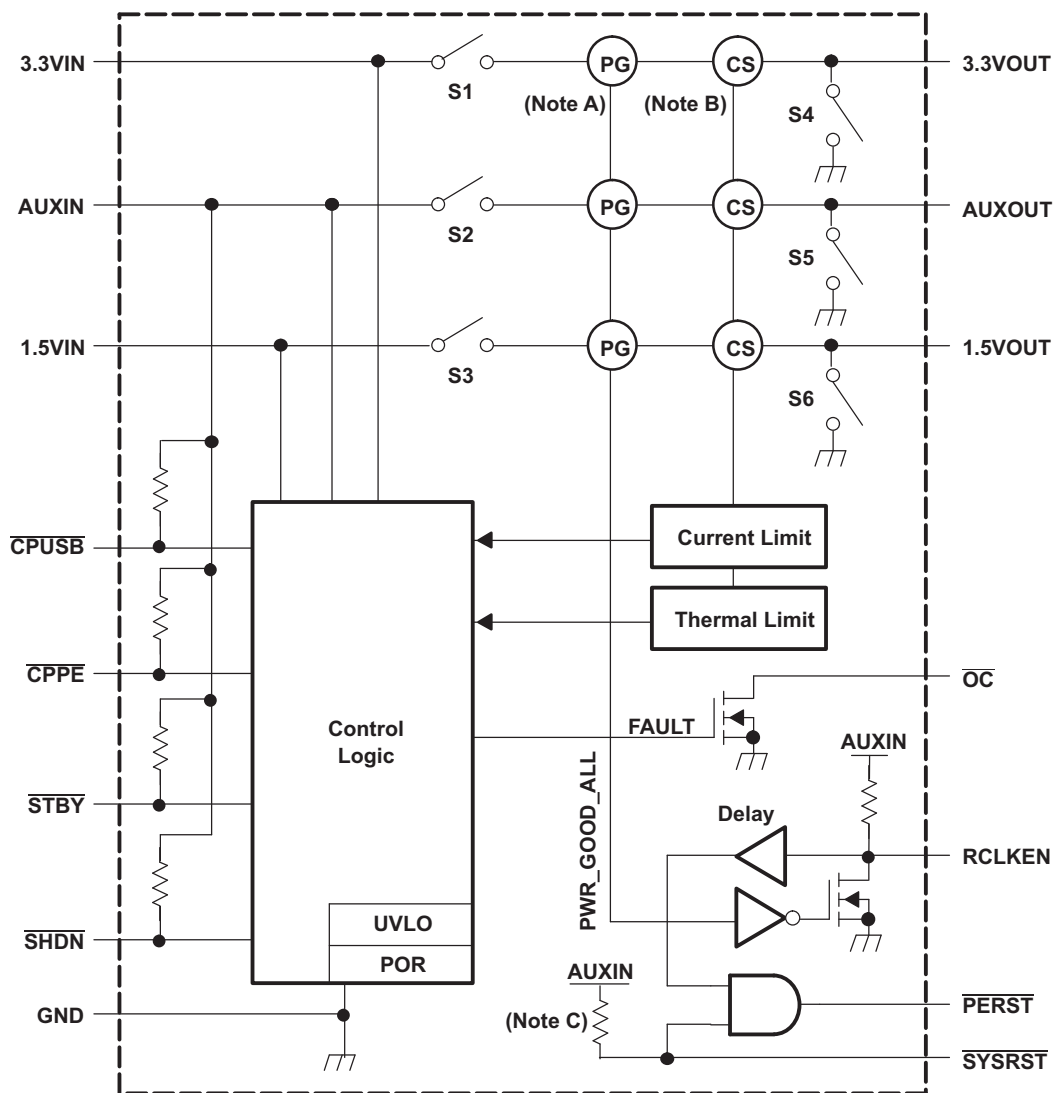 3.3VIN
S1
PG
(Note A)
CS
(Note B)
S4
3.3VOUT
AUXIN
S2
PG
CS
S5
AUXOUT
1.5VIN
S3
PG
CS
S6
1.5VOUT
CPUSB
CPPE
STBY
SHDN
GND
Control
Logic
UVLO
POR
Current Limit
Thermal Limit
FAULT
OC
PWR_GOOD_ALL
AUXIN
Delay
RCLKEN
AUXIN
(Note C)
PERST
SYSRST